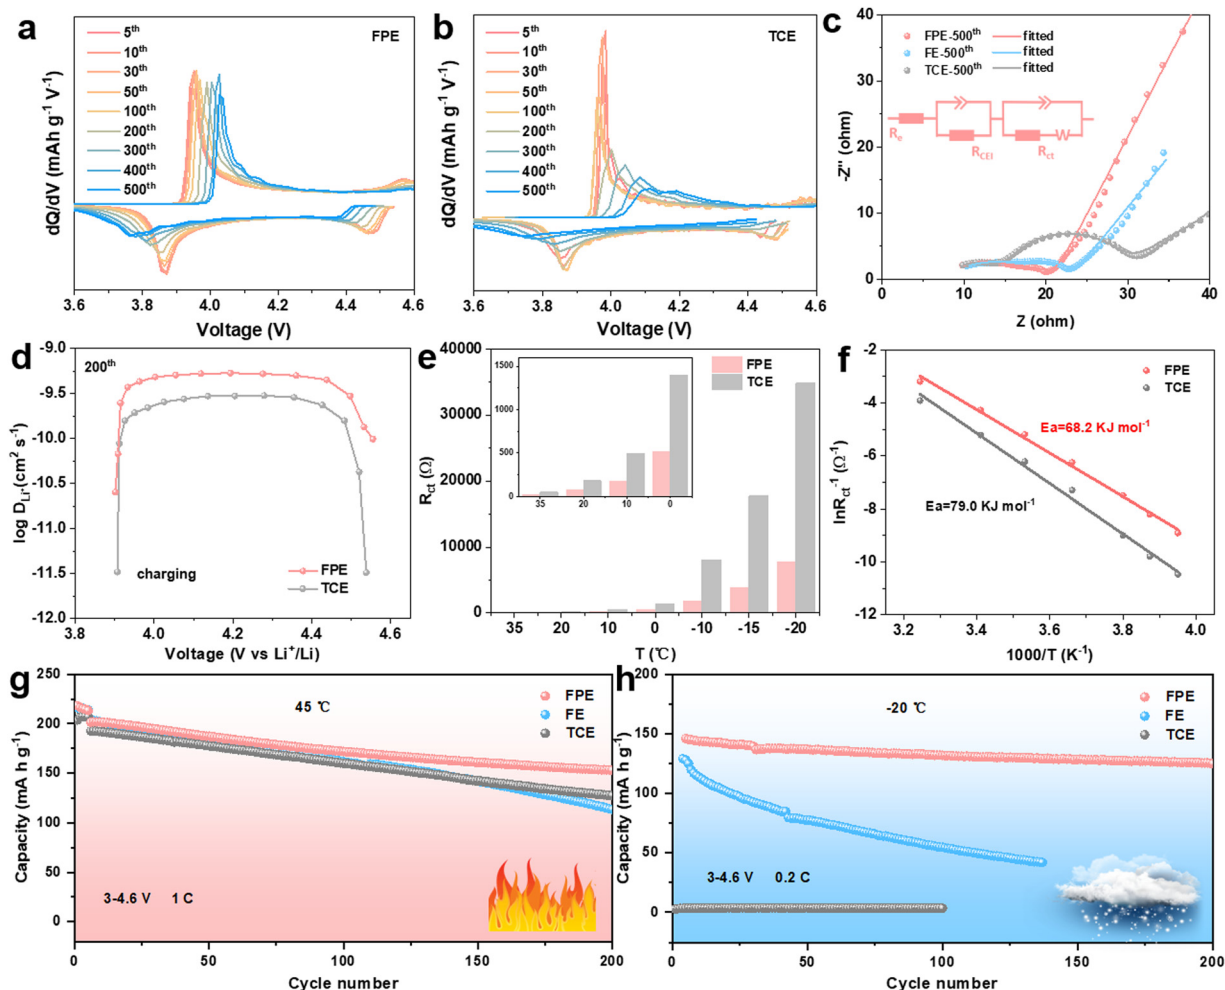 a
FPE
5th
10th
30th
50th
100th
200th
300th
400th
500th
dQ/dV (mAh g-1 V-1)
3.6
3.8
4.0
4.2
4.4
4.6
Voltage (V)
b
TCE
5th
10th
30th
50th
100th
200th
300th
400th
500th
dQ/dV (mAh g-1 V-1)
3.6
3.8
4.0
4.2
4.4
4.6
Voltage (V)
c
FPE-500th
fitted
FE-500th
fitted
TCE-500th
fitted
Re
RCEI
Rct
W
-Z'' (ohm)
40
30
20
10
0
0
10
20
30
40
Z (ohm)
d
200th
charging
FPE
TCE
log DLi+ (cm2 s-1)
-9.0
-9.5
-10.0
-10.5
-11.0
-11.5
-12.0
3.8
4.0
4.2
4.4
4.6
Voltage (V vs Li+/Li)
e
FPE
TCE
Rct (Ω)
40000
30000
20000
10000
0
1500
1250
1000
750
500
250
0
35
20
10
0
35
20
10
0
-10
-15
-20
T (℃)
f
FPE
TCE
Ea=68.2 KJ mol-1
Ea=79.0 KJ mol-1
lnRct-1 (Ω-1)
-2
-4
-6
-8
-10
-12
3.2
3.4
3.6
3.8
4.0
1000/T (K-1)
g
45 ℃
FPE
FE
TCE
3-4.6 V 1 C
Capacity (mA h g-1)
250
200
150
100
50
0
0
50
100
150
200
Cycle number
h
-20 ℃
FPE
FE
TCE
3-4.6 V 0.2 C
Capacity (mA h g-1)
200
150
100
50
0
0
50
100
150
200
Cycle number